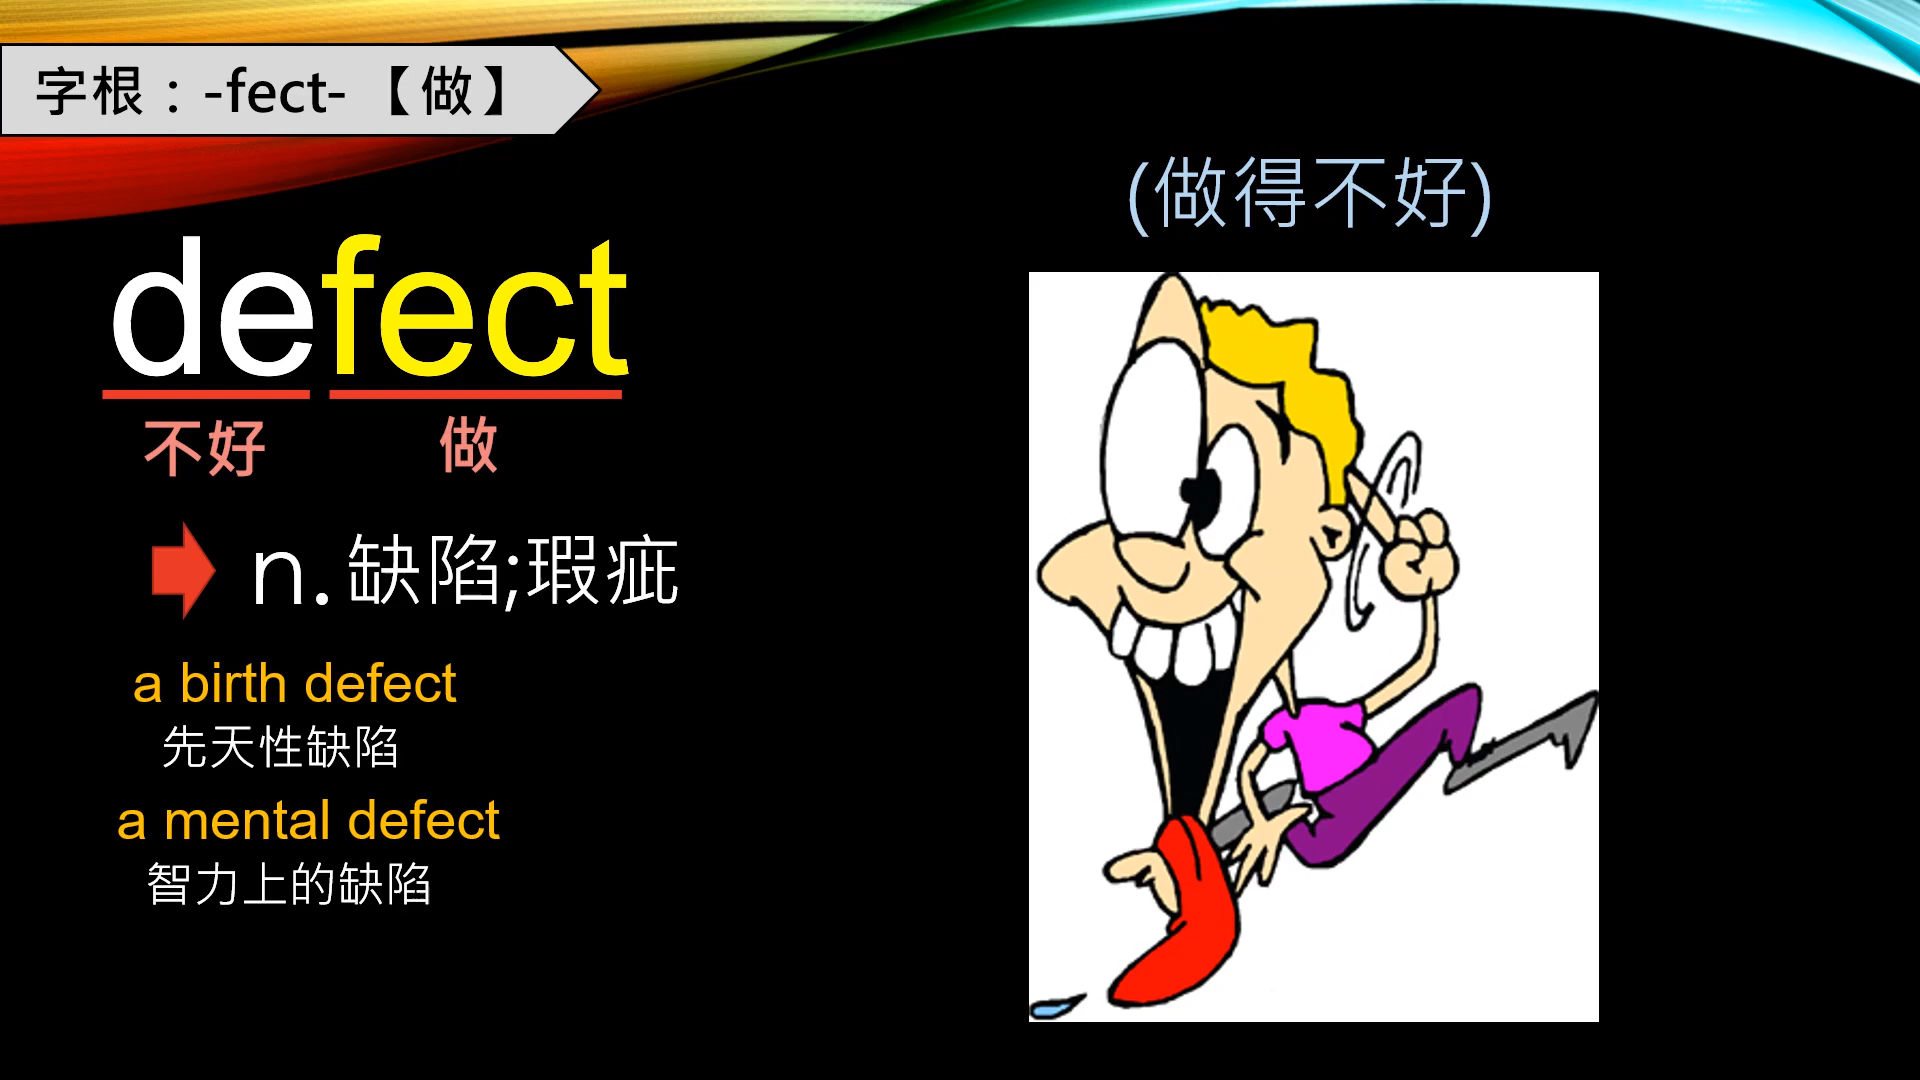 字根：-fect-【做】
(做得不好)
defect
不好 做
n.缺陷;瑕疵
a birth defect
先天性缺陷
a mental defect
智力上的缺陷